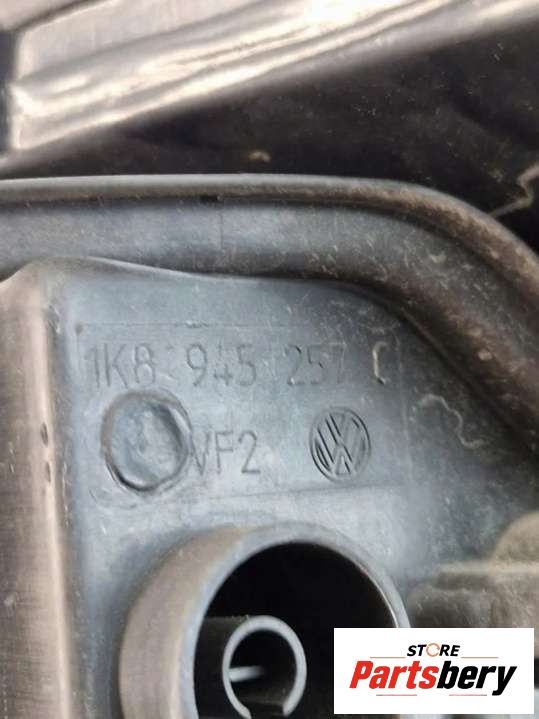 1K8 945 257 C
VF2 VW
STORE
Partsbery